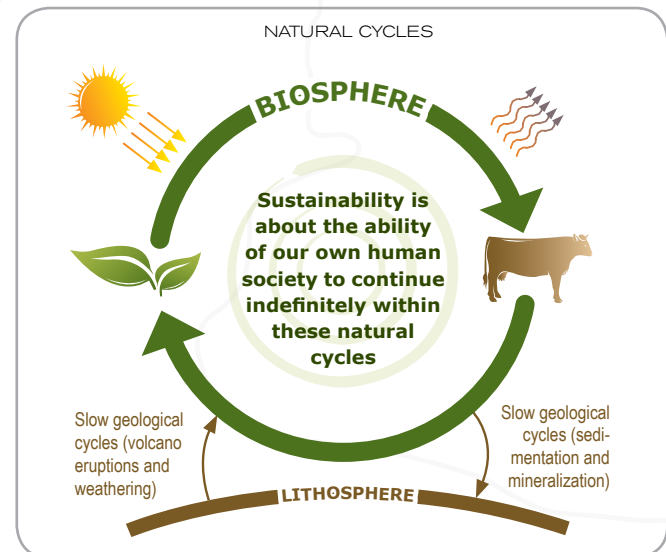 NATURAL CYCLES
BIOSPHERE
Sustainability is
about the ability
of our own human
society to continue
indefinitely within
these natural
cycles
Slow geological
cycles (volcano
eruptions and
weathering)
Slow geological
cycles (sedi-
mentation and
mineralization)
LITHOSPHERE